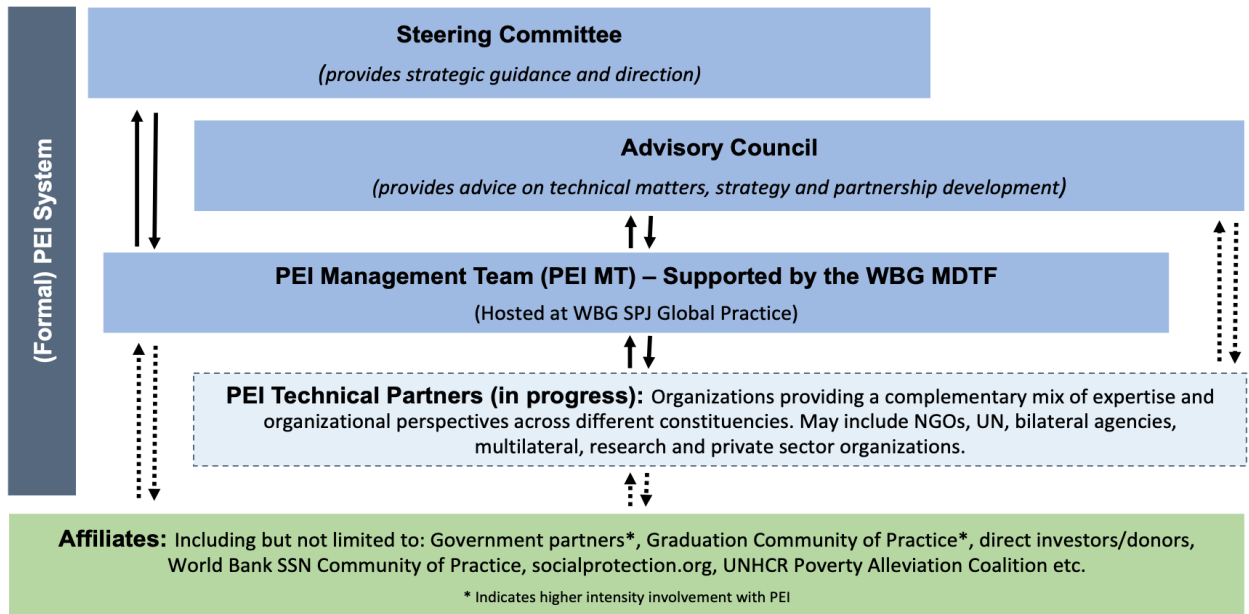 (Formal) PEI System
Steering Committee
(provides strategic guidance and direction)
Advisory Council
(provides advice on technical matters, strategy and partnership development)
PEI Management Team (PEI MT) – Supported by the WBG MDTF
(Hosted at WBG SPJ Global Practice)
PEI Technical Partners (in progress): Organizations providing a complementary mix of expertise and
organizational perspectives across different constituencies. May include NGOs, UN, bilateral agencies,
multilateral, research and private sector organizations.
Affiliates: Including but not limited to: Government partners*, Graduation Community of Practice*, direct investors/donors,
World Bank SSN Community of Practice, socialprotection.org, UNHCR Poverty Alleviation Coalition etc.
* Indicates higher intensity involvement with PEI